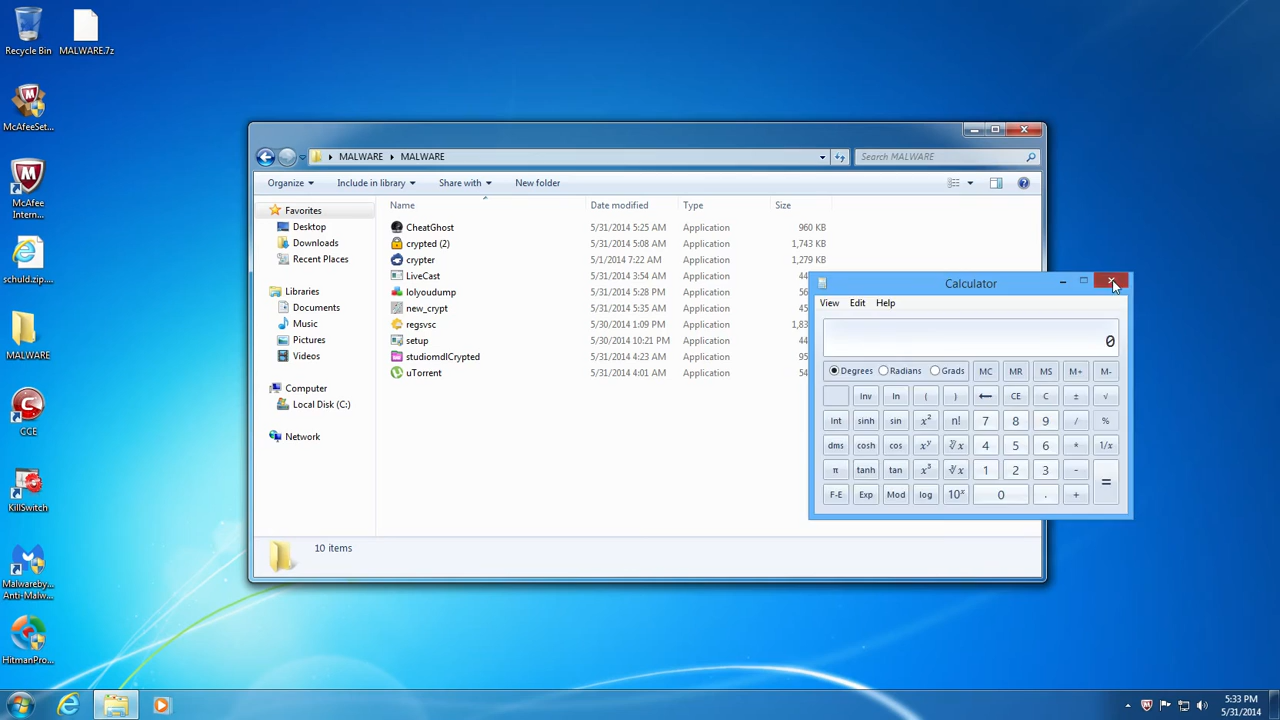 Recycle Bin
MALWARE.7z
McAfeeSet...
McAfee
Intern...
schuld.zip....
MALWARE
CCE
KillSwitch
Malwareby...
Anti-Malw...
HitmanPro...
MALWARE MALWARE
Search MALWARE
Organize Include in library Share with New folder
Favorites
Desktop
Downloads
Recent Places
Libraries
Documents
Music
Pictures
Videos
Computer
Local Disk (C:)
Network
Name Date modified Type Size
CheatGhost 5/31/2014 5:25 AM Application 960 KB
crypted (2) 5/31/2014 5:08 AM Application 1,743 KB
crypter 5/1/2014 7:22 AM Application 1,279 KB
LiveCast 5/31/2014 3:54 AM Application 44
lolyoudump 5/31/2014 5:28 PM Application 56
new_crypt 5/31/2014 5:35 AM Application 45
regsvsc 5/30/2014 1:09 PM Application 1,83
setup 5/30/2014 10:21 PM Application 44
studiomdlCrypted 5/31/2014 4:23 AM Application 95
uTorrent 5/31/2014 4:01 AM Application 54
10 items
Calculator
View Edit Help
0
Degrees Radians Grads MC MR MS M+ M-
Inv ln ( ) ← CE C ± √
Int sinh sin x² n! 7 8 9 / %
dms cosh cos xʸ ʸ√x 4 5 6 * 1/x
π tanh tan x³ ³√x 1 2 3 - =
F-E Exp Mod log 10ˣ 0 . +
5:33 PM
5/31/2014